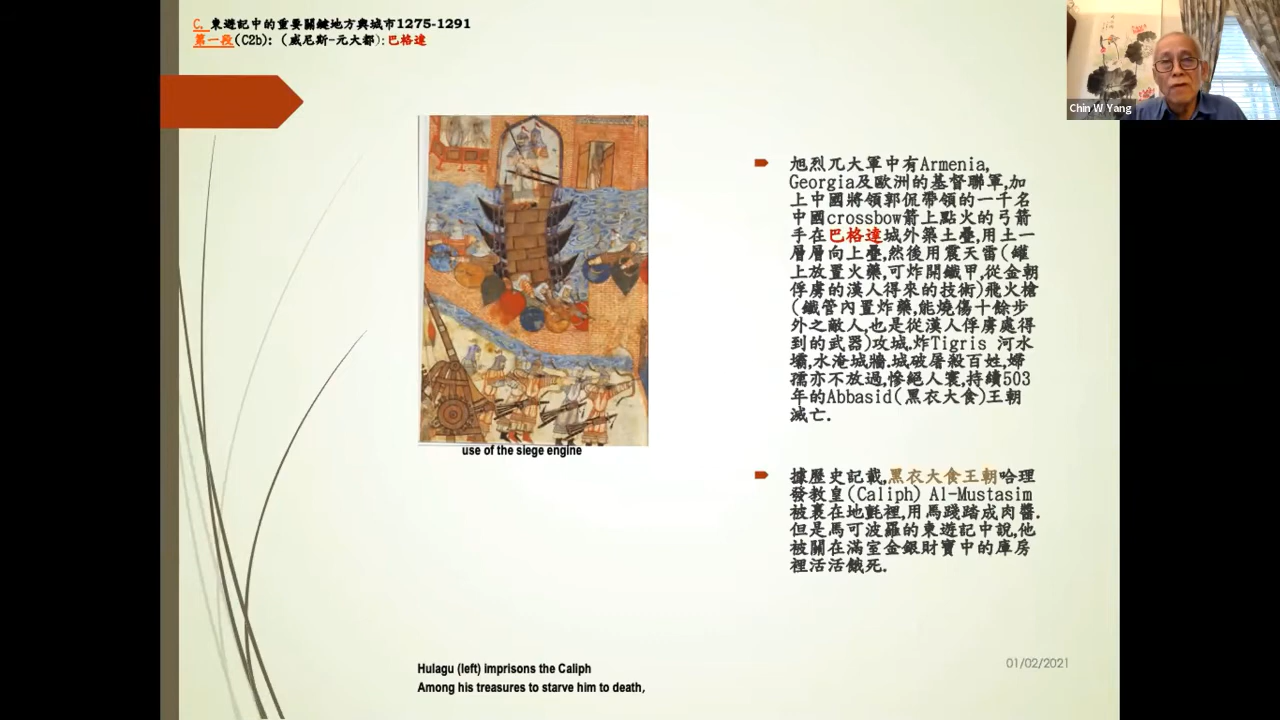 C. 東遊記中的重要關鍵地方與城市1275-1291
第一段(C2b): (威尼斯-元大都):巴格達
Chin W Yang
旭烈兀大軍中有Armenia,
Georgia及歐洲的基督聯軍,加
上中國將領郭侃帶領的一千名
中國crossbow箭上點火的弓箭
手在巴格達城外築土壘,用土一
層層向上疊,然後用震天雷(罐
上放置火藥,可炸開鐵甲,從金朝
俘虜的漢人得來的技術)飛火槍
(鐵管內置炸藥,能燒傷十餘步
外之敵人,也是從漢人俘虜處得
到的武器)攻城.炸Tigris 河水
壩,水淹城牆.城破屠殺百姓,婦
孺亦不放過,慘絕人寰,持續503
年的Abbasid(黑衣大食)王朝
滅亡.
use of the siege engine
據歷史記載,黑衣大食王朝哈理
發教皇(Caliph) Al-Mustasim
被裹在地氈裡,用馬踐踏成肉醬.
但是馬可波羅的東遊記中說,他
被關在滿室金銀財寶中的庫房
裡活活餓死.
Hulagu (left) imprisons the Caliph
Among his treasures to starve him to death,
01/02/2021